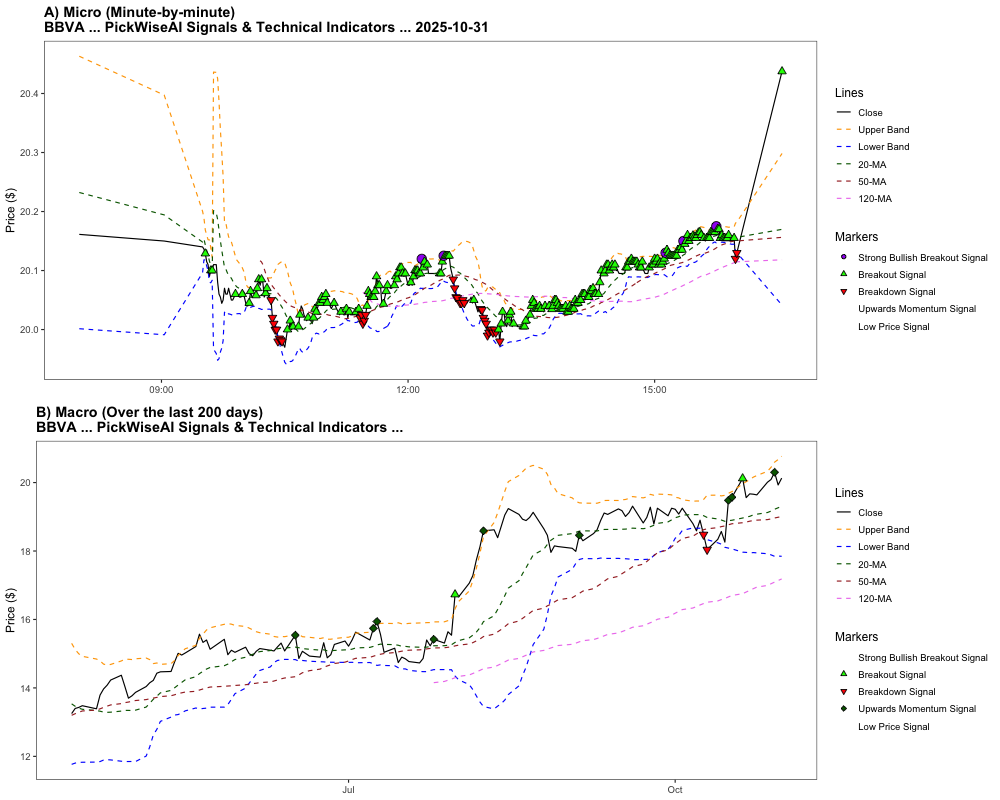 A) Micro (Minute-by-minute)
BBVA ... PickWiseAI Signals & Technical Indicators ... 2025-10-31
Price ($)
20.4
20.3
20.2
20.1
20.0
09:00
12:00
15:00
Lines
Close
Upper Band
Lower Band
20-MA
50-MA
120-MA
Markers
Strong Bullish Breakout Signal
Breakout Signal
Breakdown Signal
Upwards Momentum Signal
Low Price Signal
B) Macro (Over the last 200 days)
BBVA ... PickWiseAI Signals & Technical Indicators ...
Price ($)
20
18
16
14
12
Jul
Oct
Lines
Close
Upper Band
Lower Band
20-MA
50-MA
120-MA
Markers
Strong Bullish Breakout Signal
Breakout Signal
Breakdown Signal
Upwards Momentum Signal
Low Price Signal